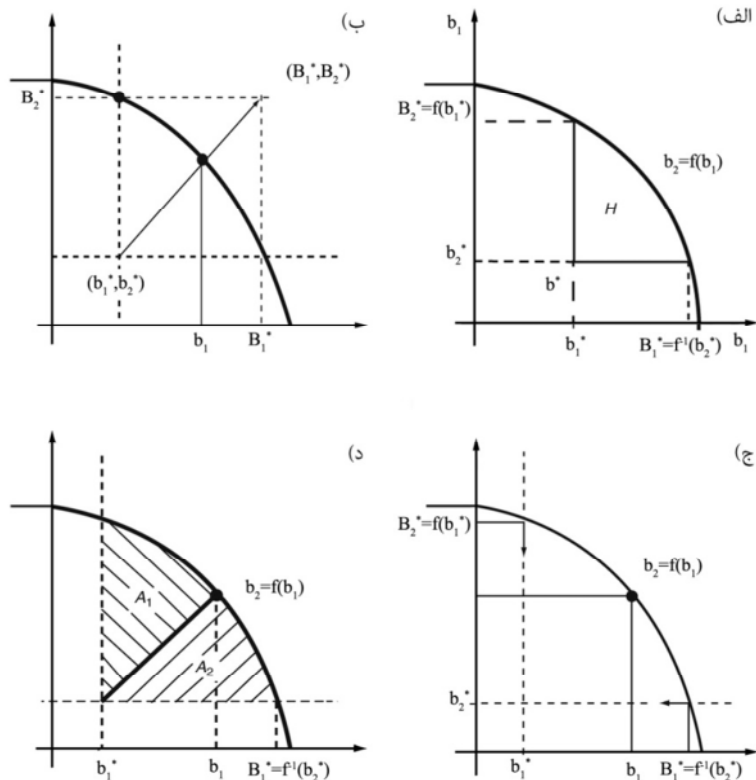 الف)
b₁
B₂*=f(b₁*)
b₂=f(b₁)
H
b₂*
b*
b₁*
B₁*=f⁻¹(b₂*)
b₁
ب)
(B₁*,B₂*)
B₂*
(b₁*,b₂*)
b₁
B₁*
ج)
B₂*=f(b₁*)
b₂=f(b₁)
b₂*
b₁*
b₁
B₁*=f⁻¹(b₂*)
د)
b₂=f(b₁)
A₁
A₂
b₁*
b₁
B₁*=f⁻¹(b₂*)